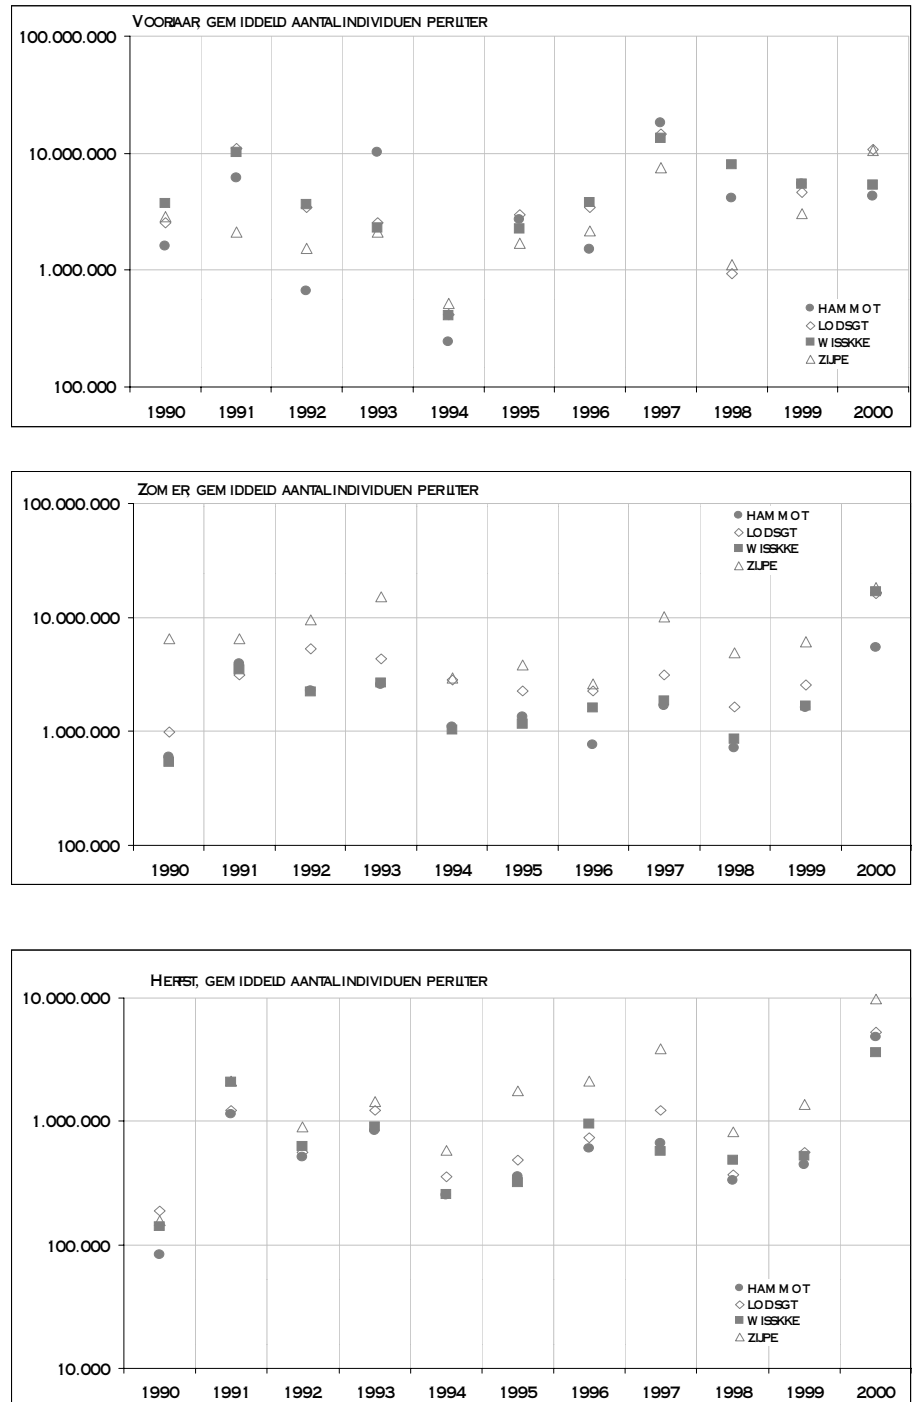 VOORJAAR, GEMIDDELD AANTAL INDIVIDUEN PER LITER
100.000.000
10.000.000
1.000.000
100.000
HAMMOT
LODSGT
WISSKKE
ZIJPE
1990 1991 1992 1993 1994 1995 1996 1997 1998 1999 2000
ZOMER, GEMIDDELD AANTAL INDIVIDUEN PER LITER
100.000.000
10.000.000
1.000.000
100.000
HAMMOT
LODSGT
WISSKKE
ZIJPE
1990 1991 1992 1993 1994 1995 1996 1997 1998 1999 2000
HERFST, GEMIDDELD AANTAL INDIVIDUEN PER LITER
10.000.000
1.000.000
100.000
10.000
HAMMOT
LODSGT
WISSKKE
ZIJPE
1990 1991 1992 1993 1994 1995 1996 1997 1998 1999 2000